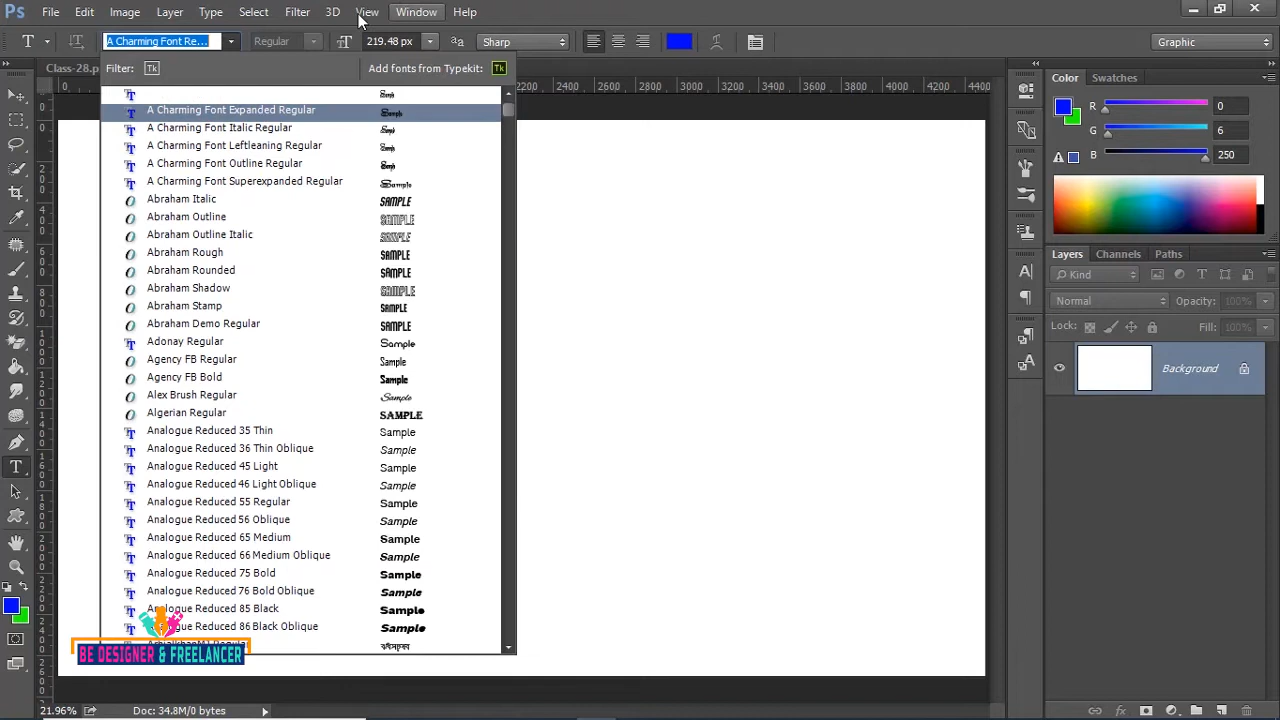 Ps File Edit Image Layer Type Select Filter 3D View Window Help
T A Charming Font Re... Regular 219.48 px Sharp Graphic
Class-28.p
Filter: Tk Add fonts from Typekit: Tk
A Charming Font Expanded Regular Sample
A Charming Font Italic Regular
A Charming Font Leftleaning Regular
A Charming Font Outline Regular
A Charming Font Superexpanded Regular Sample
Abraham Italic SAMPLE
Abraham Outline SAMPLE
Abraham Outline Italic SAMPLE
Abraham Rough SAMPLE
Abraham Rounded SAMPLE
Abraham Shadow SAMPLE
Abraham Stamp SAMPLE
Abraham Demo Regular SAMPLE
Adonay Regular Sample
Agency FB Regular Sample
Agency FB Bold Sample
Alex Brush Regular Sample
Algerian Regular SAMPLE
Analogue Reduced 35 Thin Sample
Analogue Reduced 36 Thin Oblique Sample
Analogue Reduced 45 Light Sample
Analogue Reduced 46 Light Oblique Sample
Analogue Reduced 55 Regular Sample
Analogue Reduced 56 Oblique Sample
Analogue Reduced 65 Medium Sample
Analogue Reduced 66 Medium Oblique Sample
Analogue Reduced 75 Bold Sample
Analogue Reduced 76 Bold Oblique Sample
Analogue Reduced 85 Black Sample
Analogue Reduced 86 Black Oblique Sample
BE DESIGNER & FREELANCER
2200 2400 2600 2800 3000 3200 3400 3600 3800 4000 4200 4400
Color Swatches
R 0
G 6
250
Layers Channels Paths
Kind
Normal Opacity: 100%
Lock: Fill: 100%
Background
21.96% Doc: 34.8M/0 bytes